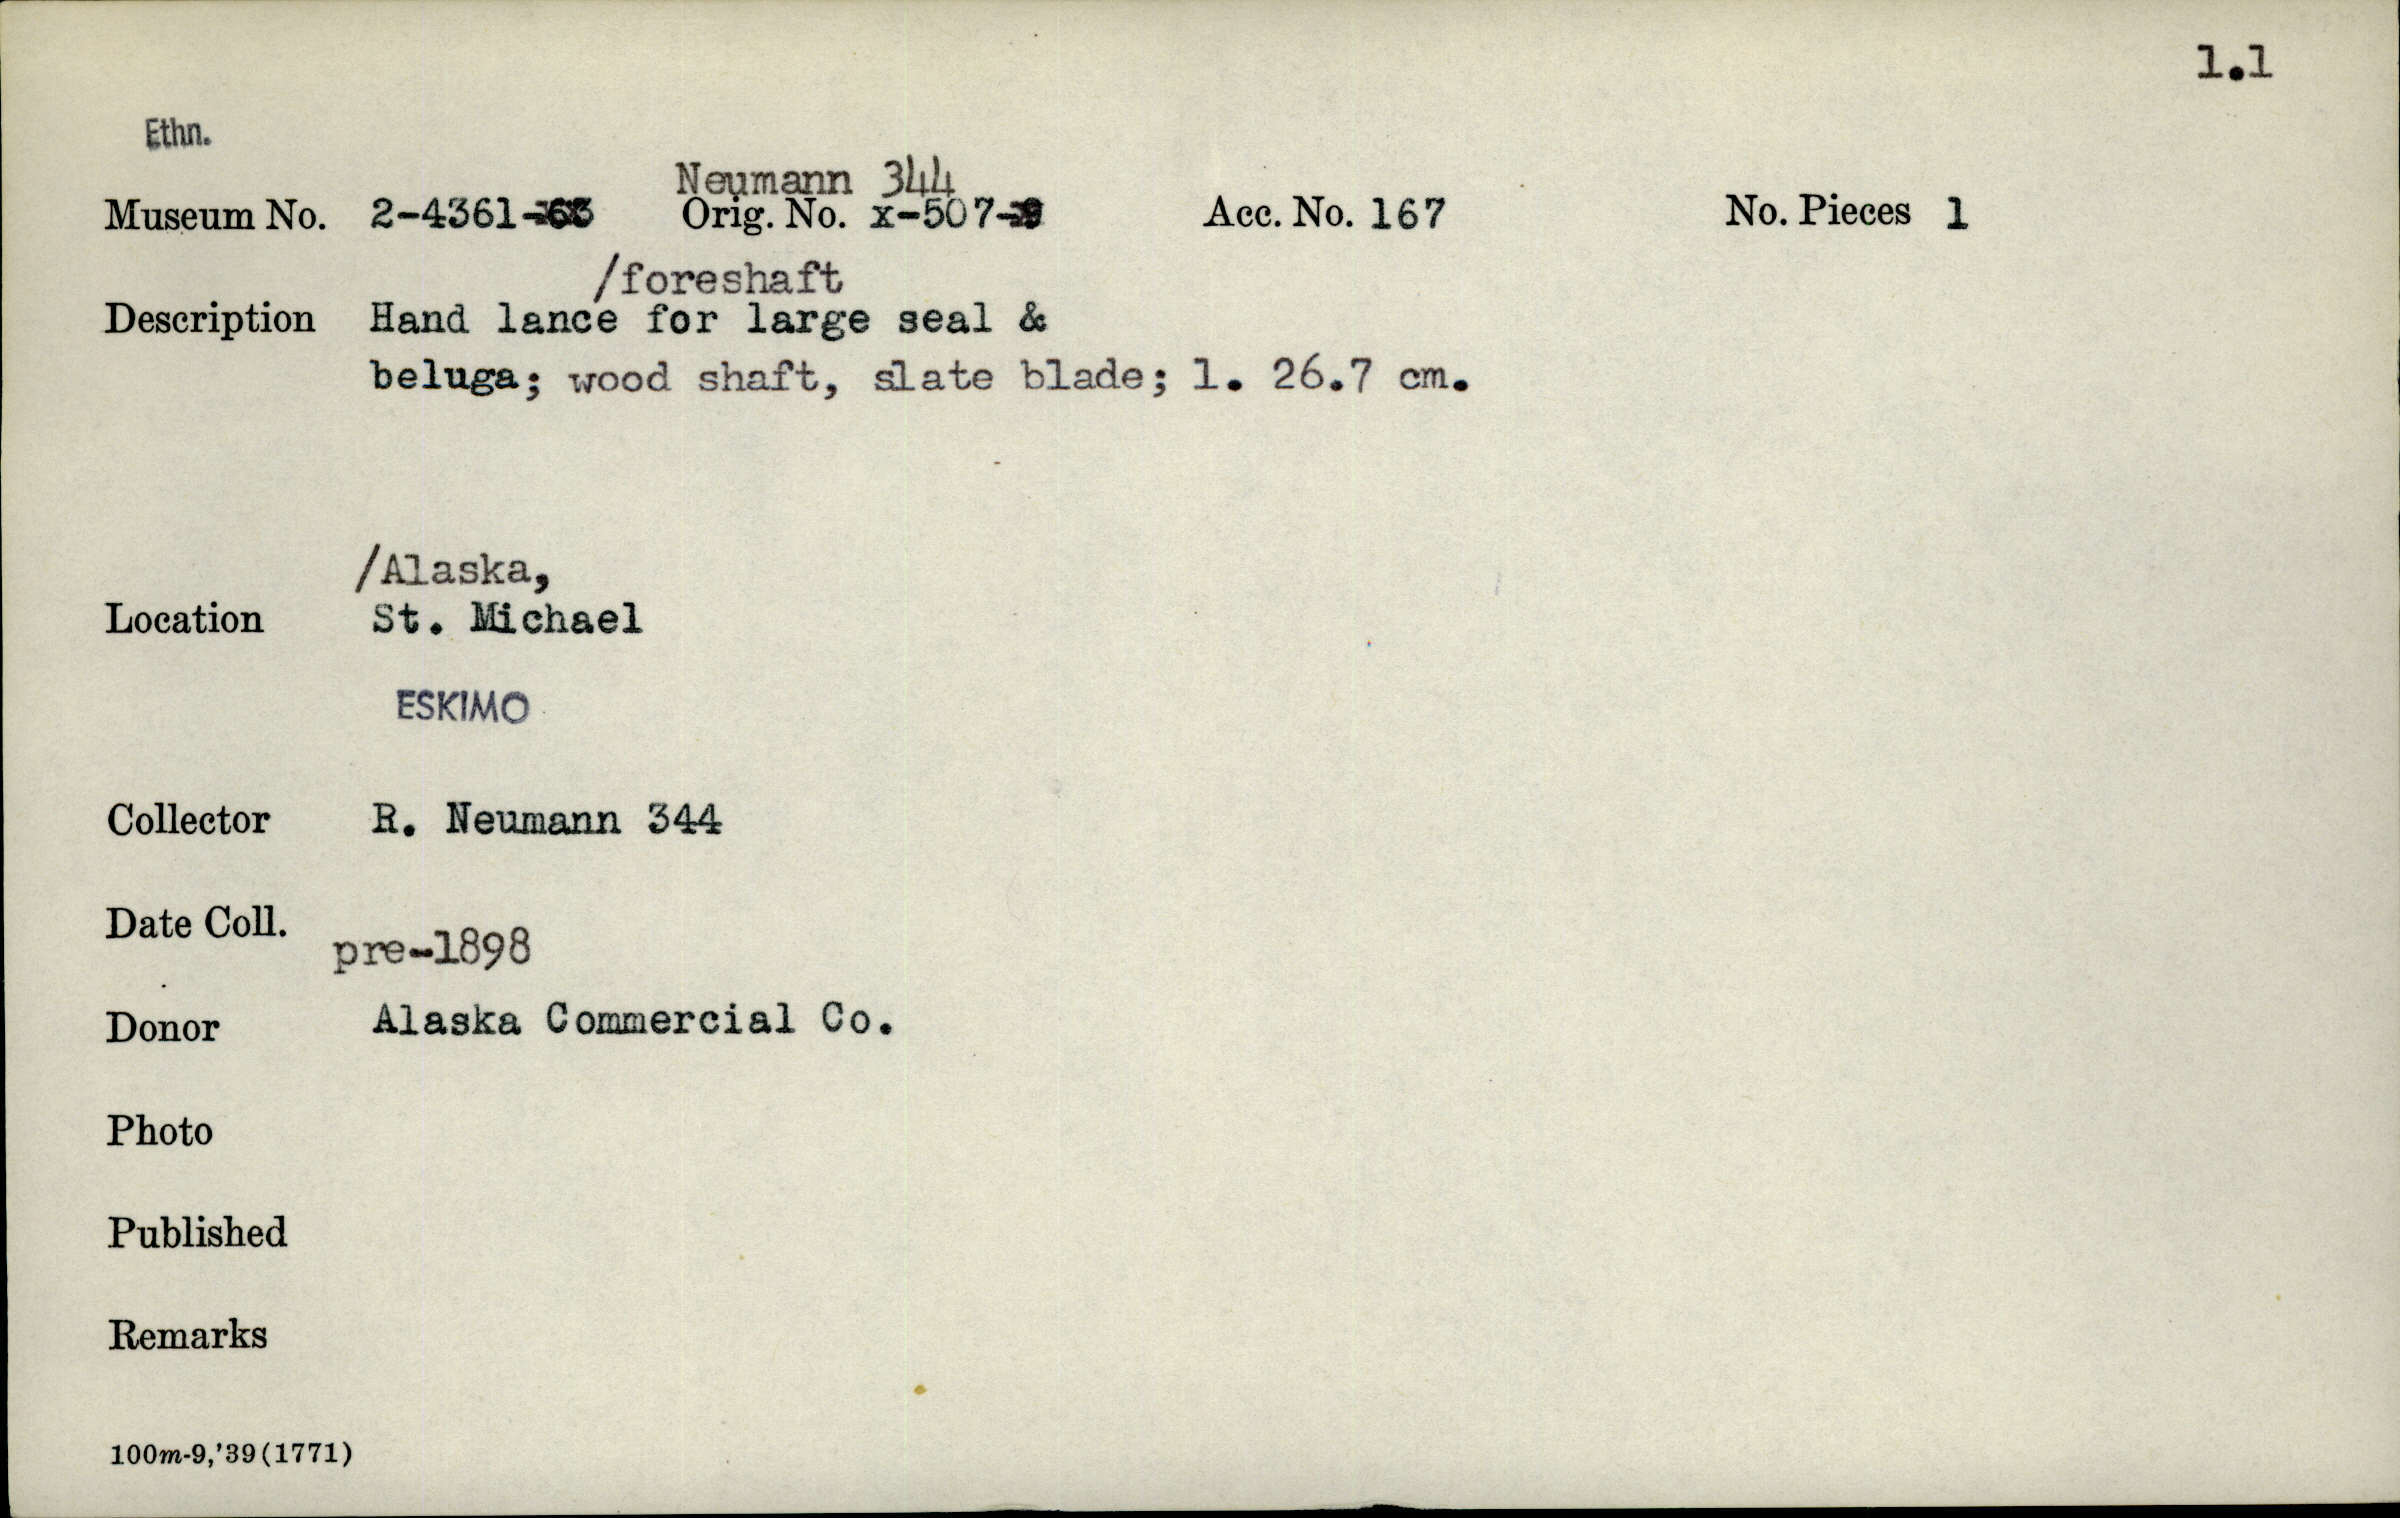 1.1
Ethn.
Neumann 344
Museum No. 2-4361-63 Orig. No. x-507-9 Acc. No. 167 No. Pieces 1
/foreshaft
Description Hand lance for large seal &
beluga; wood shaft, slate blade; l. 26.7 cm.
/Alaska,
Location St. Michael
ESKIMO
Collector R. Neumann 344
Date Coll. pre-1898
Donor Alaska Commercial Co.
Photo
Published
Remarks
100m-9,'39(1771)